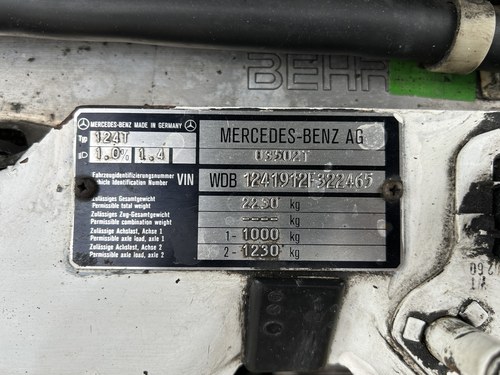 BEHR
MERCEDES-BENZ MADE IN GERMANY
MERCEDES-BENZ AG
Typ 124T
03502T
1.0% 1.4
Fahrzeugidentifizierungsnummer
Vehicle Identification Number VIN WDB 1241912F322465
Zulässiges Gesamtgewicht
Permissible total weight 2230 kg
Zulässiges Zug-Gesamtgewicht
Permissible combination weight ---- kg
Zulässige Achslast, Achse 1
Permissible axle load, axle 1 1- 1000 kg
Zulässige Achslast, Achse 2
Permissible axle load, axle 2 2- 1230 kg